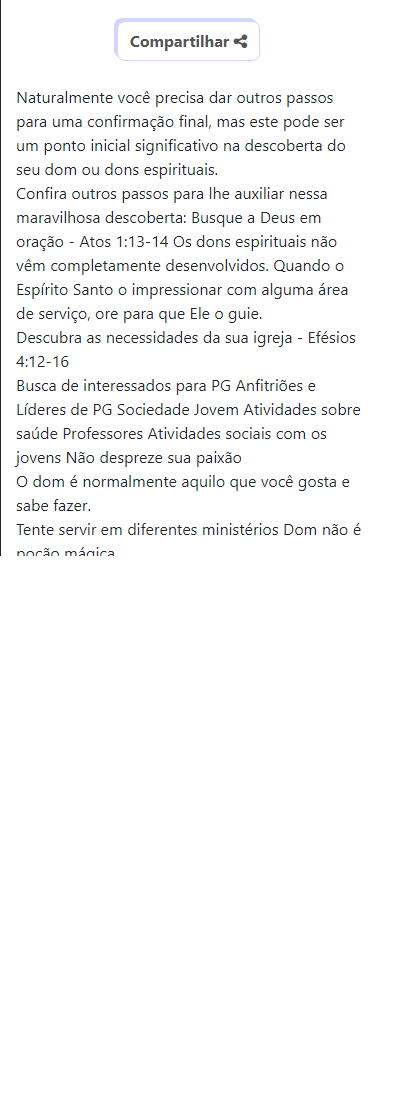 Compartilhar
Naturalmente você precisa dar outros passos
para uma confirmação final, mas este pode ser
um ponto inicial significativo na descoberta do
seu dom ou dons espirituais.
Confira outros passos para lhe auxiliar nessa
maravilhosa descoberta: Busque a Deus em
oração - Atos 1:13-14 Os dons espirituais não
vêm completamente desenvolvidos. Quando o
Espírito Santo o impressionar com alguma área
de serviço, ore para que Ele o guie.
Descubra as necessidades da sua igreja - Efésios
4:12-16
Busca de interessados para PG Anfitriões e
Líderes de PG Sociedade Jovem Atividades sobre
saúde Professores Atividades sociais com os
jovens Não despreze sua paixão
O dom é normalmente aquilo que você gosta e
sabe fazer.
Tente servir em diferentes ministérios Dom não é
poção mágica